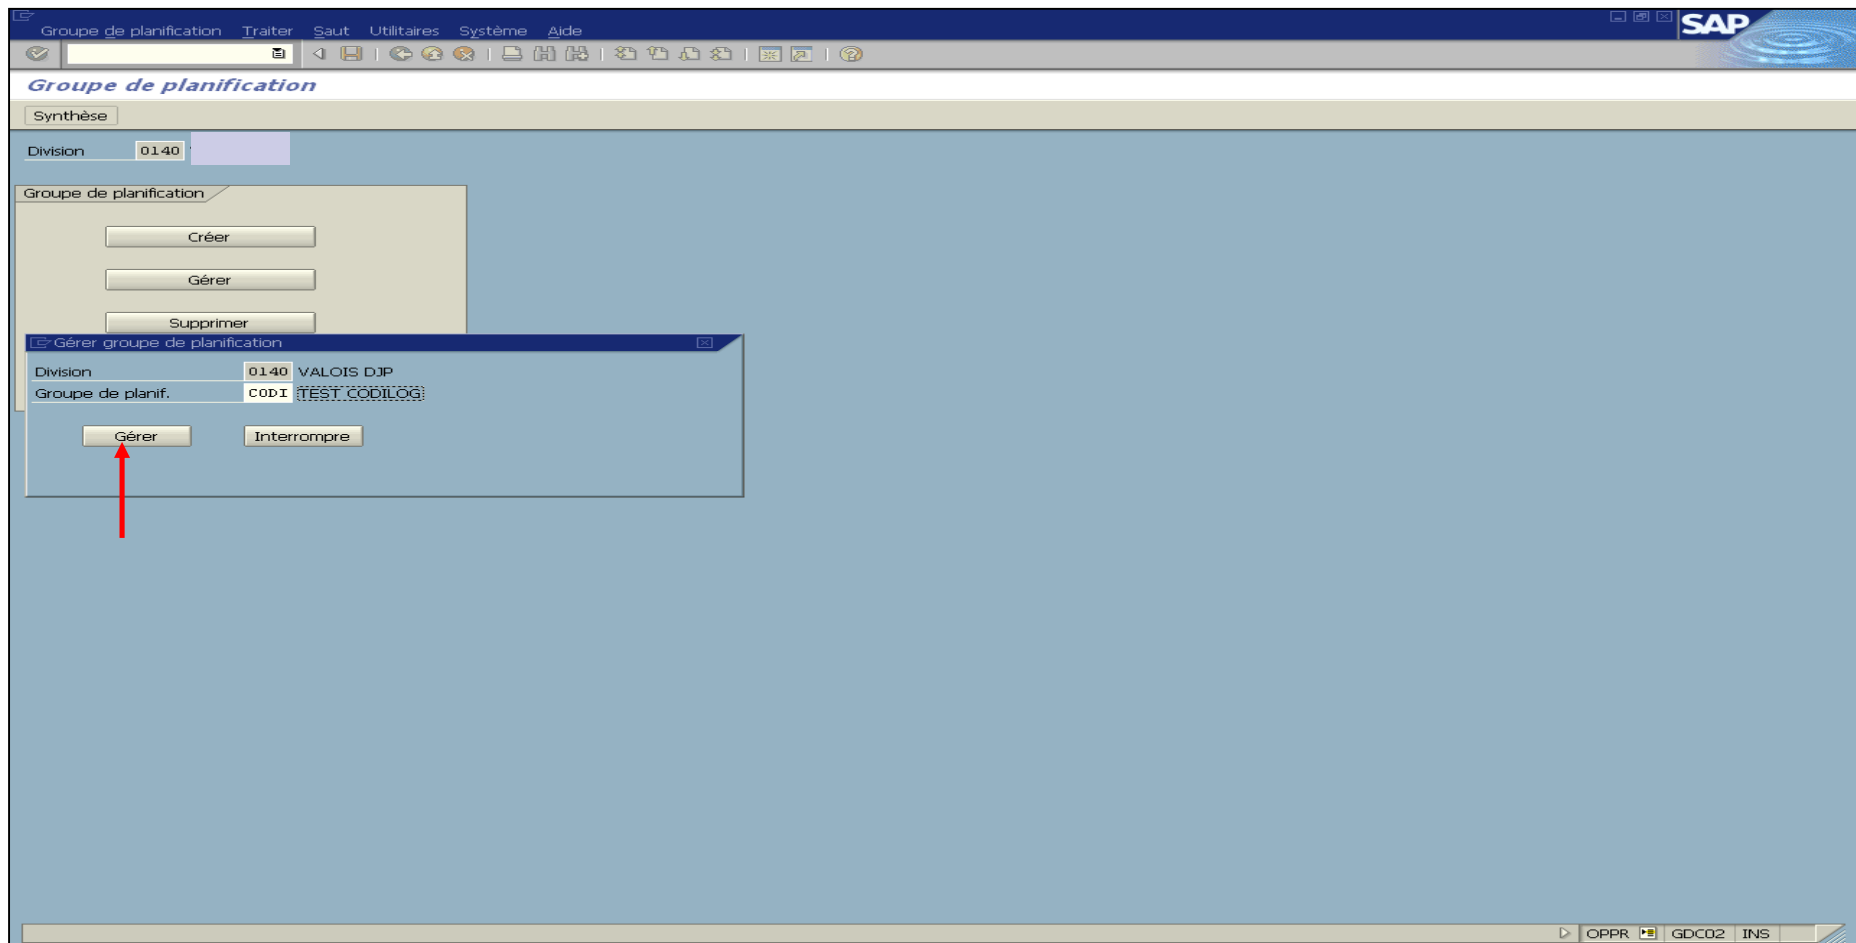 Groupe de planification Traiter Saut Utilitaires Système Aide
SAP
Groupe de planification
Synthèse
Division 0140
Groupe de planification
Créer
Gérer
Supprimer
Gérer groupe de planification
Division 0140 VALOIS DJP
Groupe de planif. CODI TEST CODILOG
Gérer Interrompre
OPPR GDC02 INS